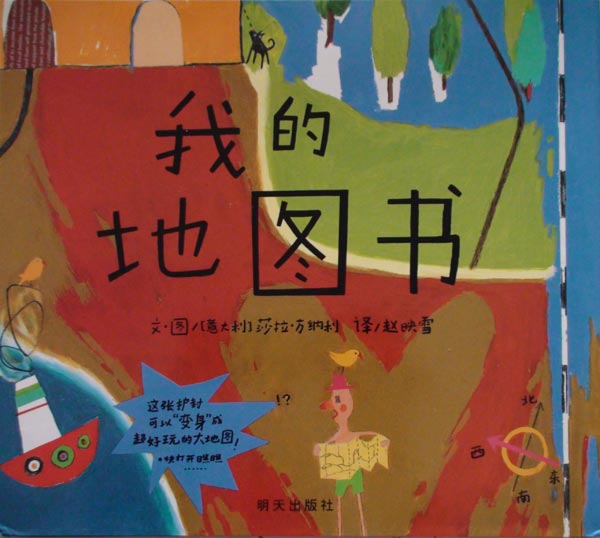 我的
地图书
文·图/[意大利]莎拉·方纳利 译/赵映雪
这张护封
可以“变身”成
超好玩的大地图!
·快打开瞧瞧
......
!?
北
西
东
南
明天出版社